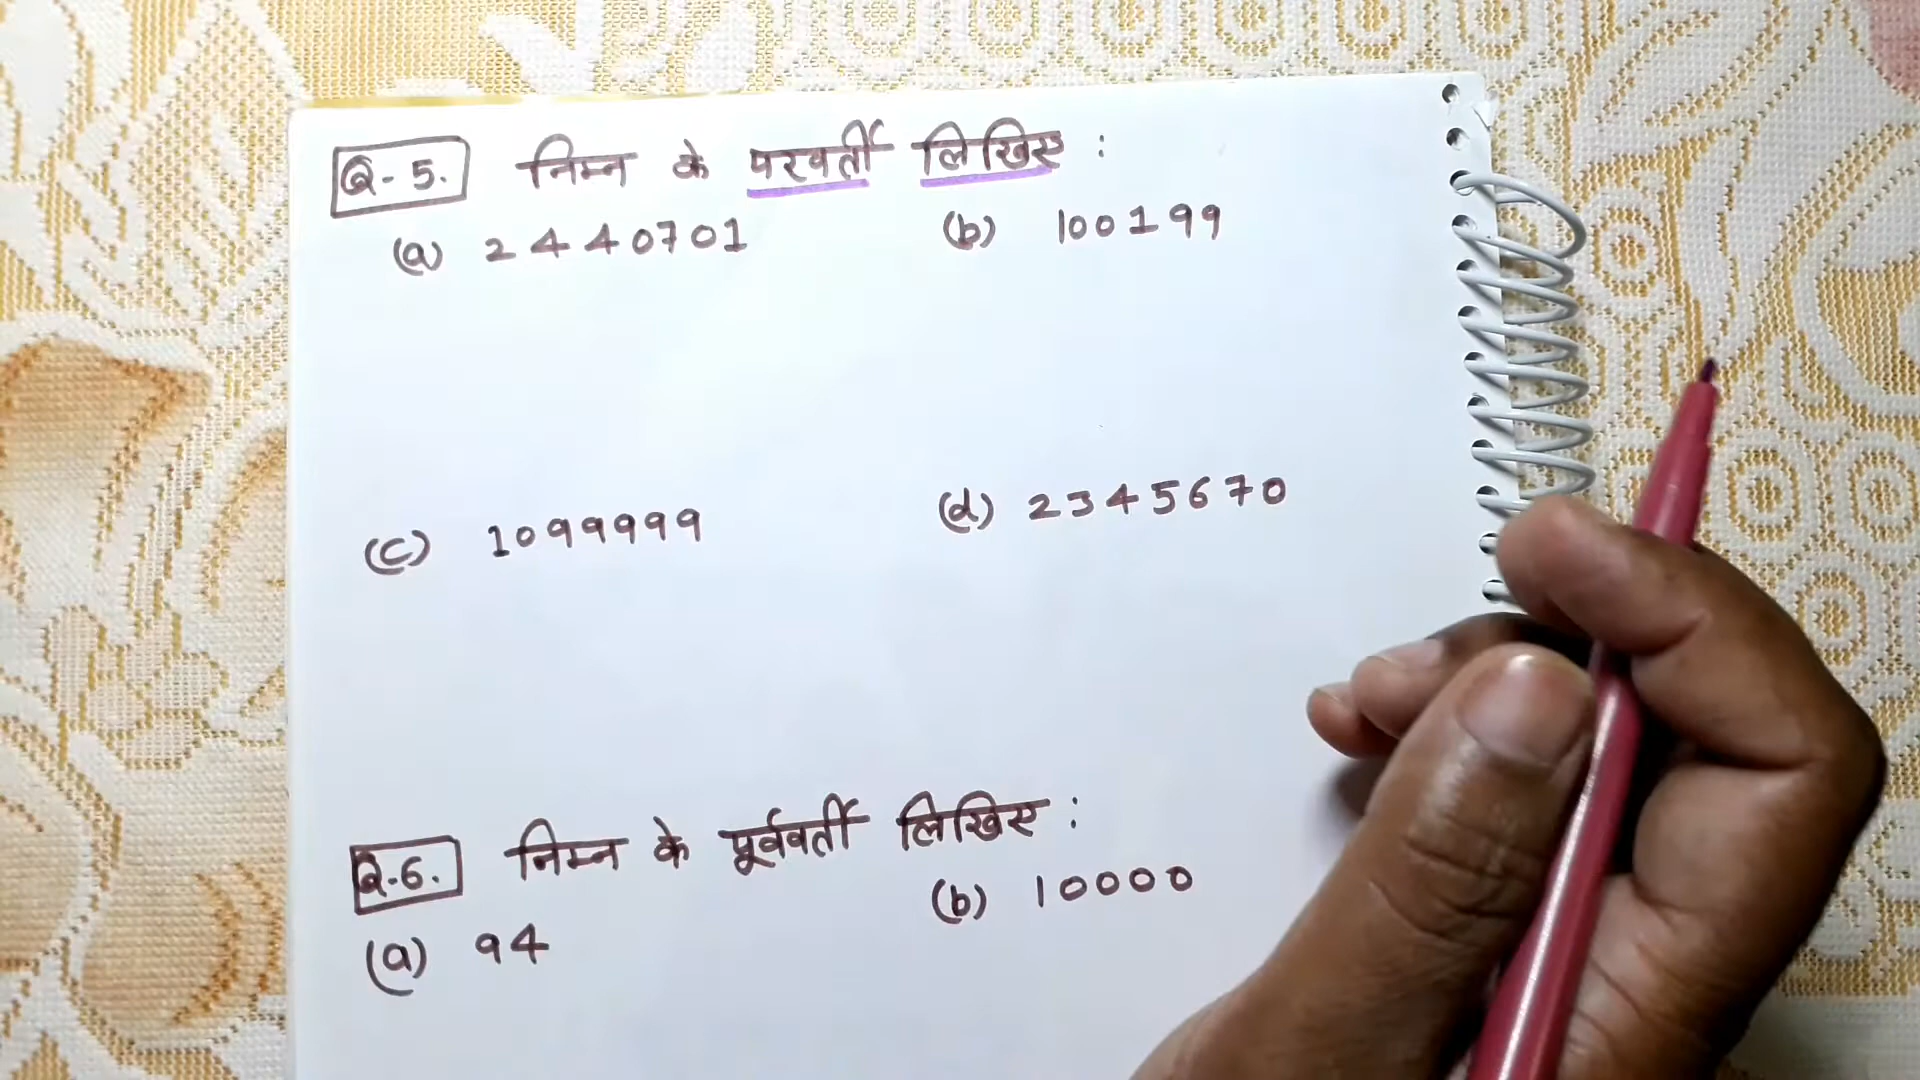 Q-5. निम्न के परवर्ती लिखिए :
(a) 2440701 (b) 100199
(c) 1099999 (d) 2345670
Q-6. निम्न के पूर्ववर्ती लिखिए :
(a) 94 (b) 10000